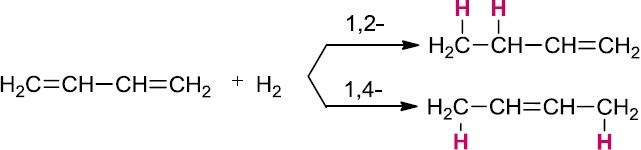 H H
1,2–
H₂C–CH–CH=CH₂
H₂C=CH–CH=CH₂ + H₂
1,4–
H₂C–CH=CH–CH₂
H H